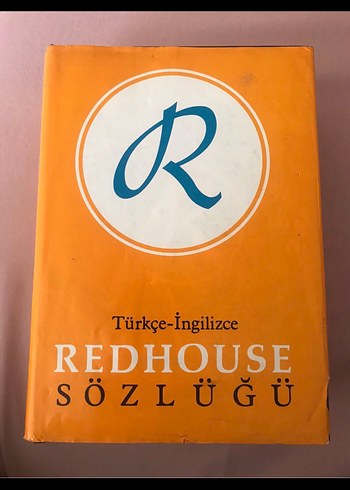 R
Türkçe-İngilizce
REDHOUSE
SÖZLÜĞÜ